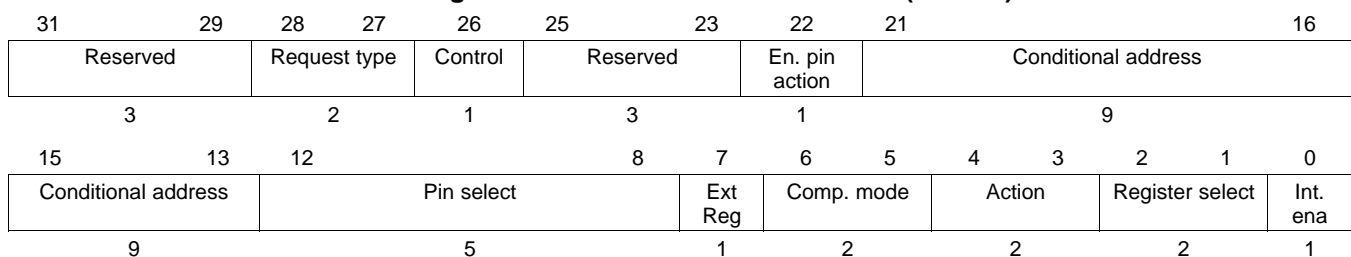 31 29 28 27 26 25 23 22 21 16
Reserved Request type Control Reserved En. pin action Conditional address
3 2 1 3 1 9
15 13 12 8 7 6 5 4 3 2 1 0
Conditional address Pin select Ext Reg Comp. mode Action Register select Int. ena
9 5 1 2 2 2 1